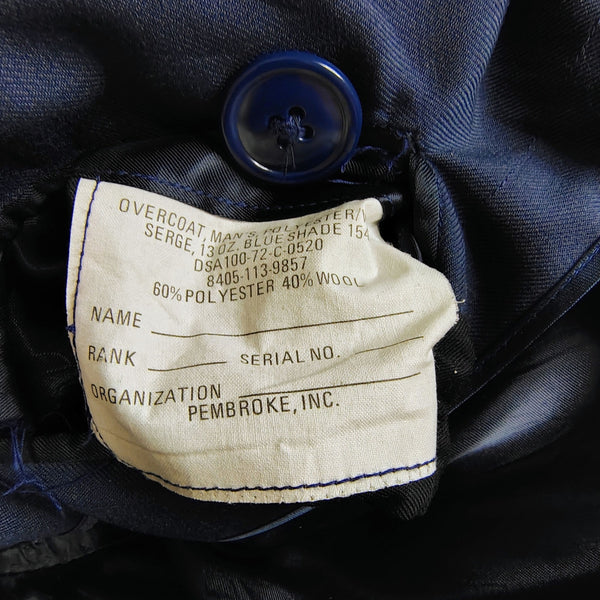 OVERCOAT, MAN'S, POLYESTER/
SERGE, 13 OZ. BLUE SHADE 154
DSA100-72-C-0520
8405-113-9857
60% POLYESTER 40% WOOL
NAME
RANK SERIAL NO.
ORGANIZATION
PEMBROKE, INC.